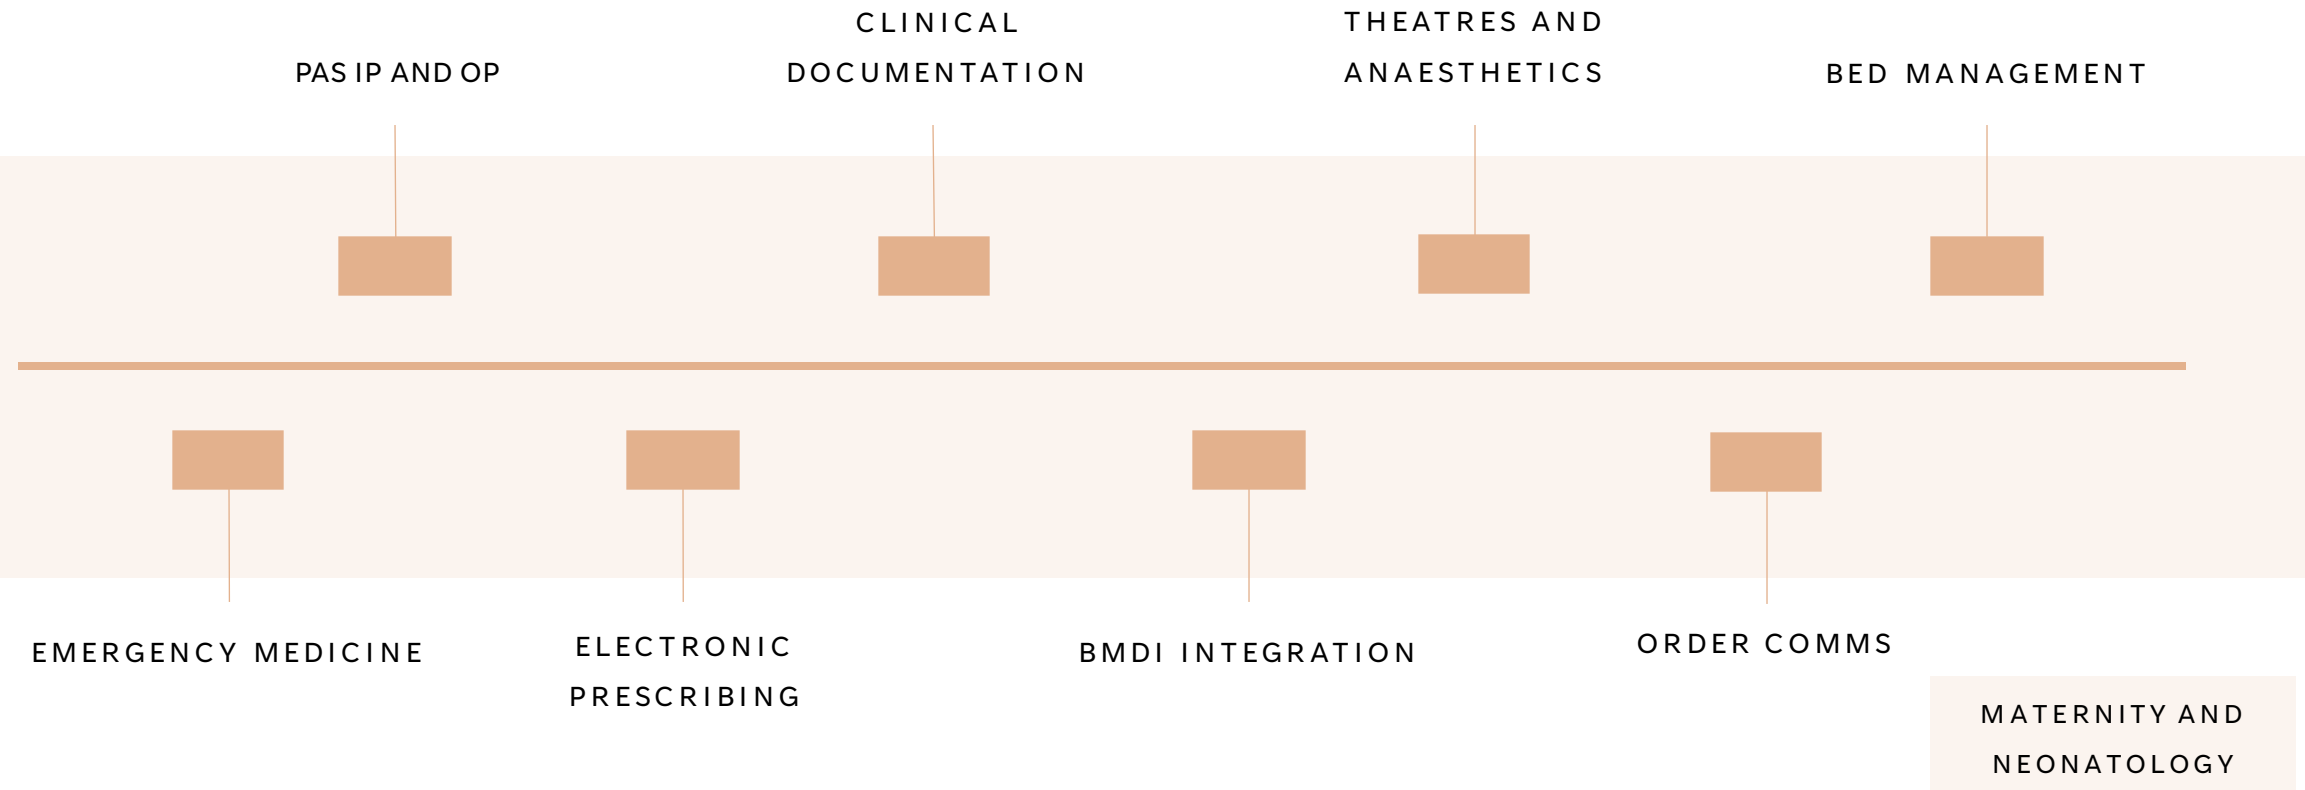 CLINICAL
DOCUMENTATION
THEATRES AND
ANAESTHETICS
PAS IP AND OP
BED MANAGEMENT
EMERGENCY MEDICINE
ELECTRONIC
PRESCRIBING
BMDI INTEGRATION
ORDER COMMS
MATERNITY AND
NEONATOLOGY